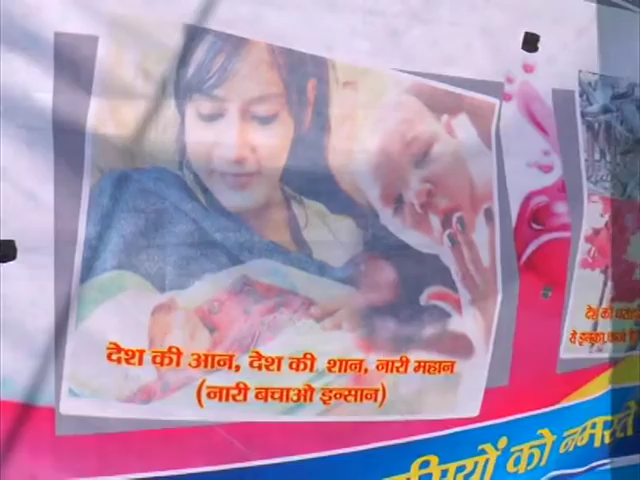 देश की आन, देश की शान, नारी महान
(नारी बचाओ इन्सान)
देश की
को नमस्ते